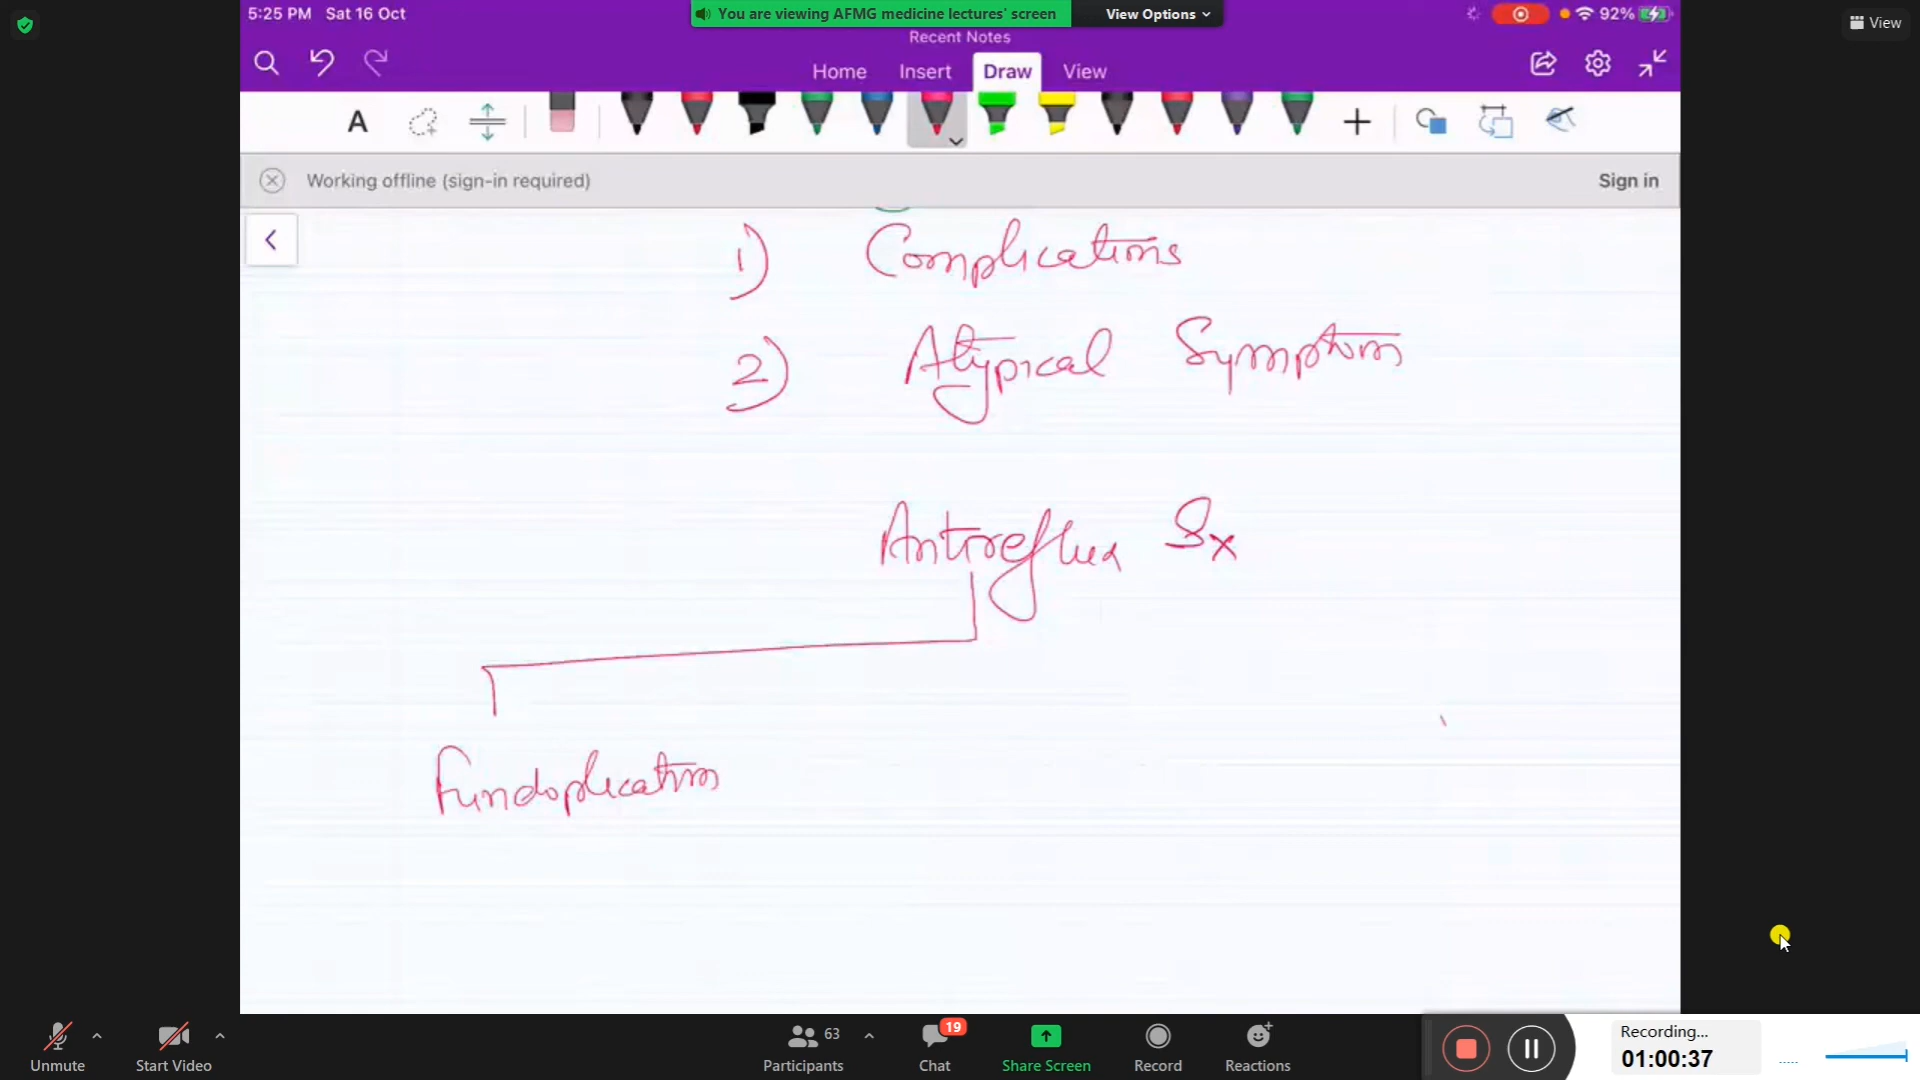 5:25 PM Sat 16 Oct
You are viewing AFMG medicine lectures' screen
View Options
92%
View
Recent Notes
Home Insert Draw View
A
Working offline (sign-in required)
Sign in
1) Complications
2) Atypical Symptom
Antireflux Sx
Fundoplication
Unmute
Start Video
63
Participants
19
Chat
Share Screen
Record
Reactions
Recording...
01:00:37